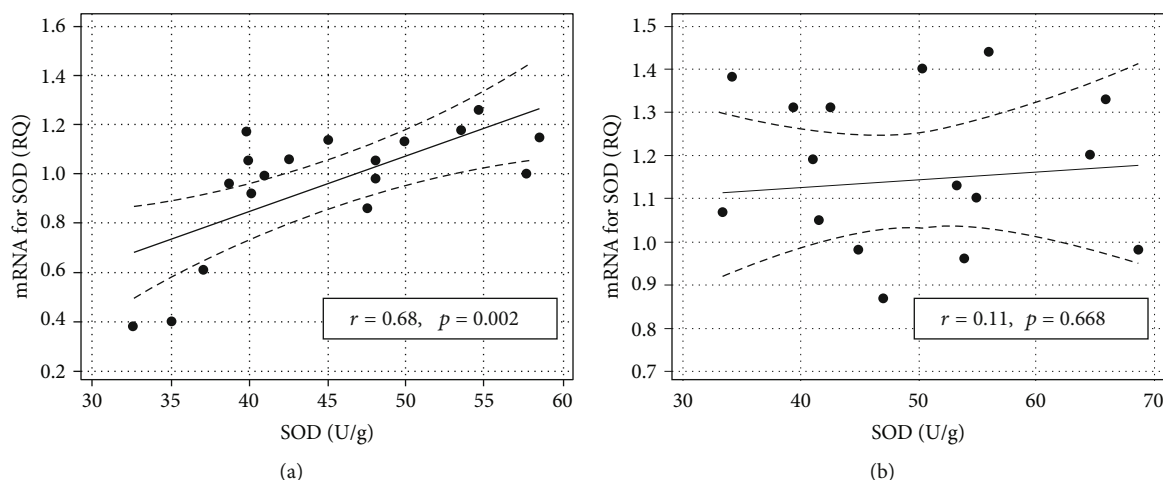 1.6
1.4
1.2
1.0
0.8
0.6
0.4
0.2
mRNA for SOD (RQ)
r = 0.68, p = 0.002
30 35 40 45 50 55 60
SOD (U/g)
(a)
1.5
1.4
1.3
1.2
1.1
1.0
0.9
0.8
0.7
mRNA for SOD (RQ)
r = 0.11, p = 0.668
30 40 50 60 70
SOD (U/g)
(b)